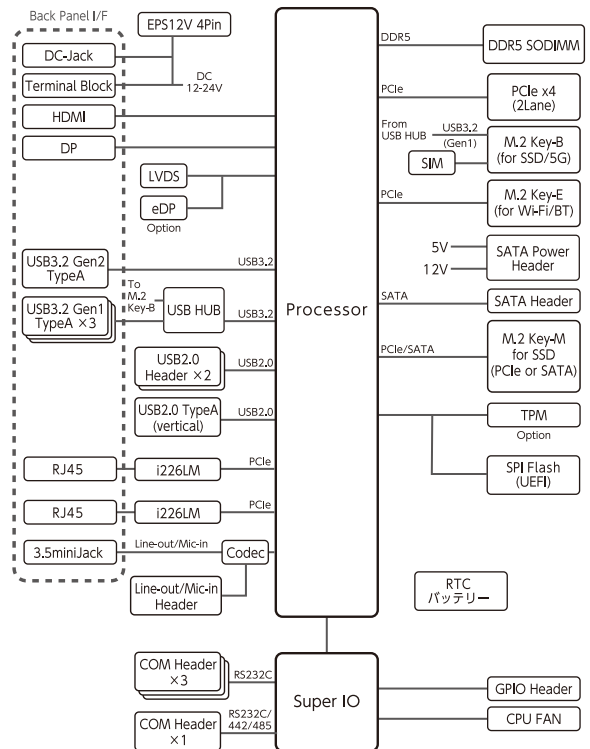 Back Panel I/F
EPS12V 4Pin
DC-Jack
Terminal Block
DC
12-24V
HDMI
DP
LVDS
eDP
Option
USB3.2 Gen2
TypeA
USB3.2
USB3.2 Gen1
TypeA ×3
To
M.2
Key-B
USB HUB
USB3.2
USB2.0
Header ×2
USB2.0
USB2.0 TypeA
(vertical)
USB2.0
RJ45
i226LM
PCIe
RJ45
i226LM
PCIe
3.5miniJack
Line-out/Mic-in
Codec
Line-out/Mic-in
Header
Processor
DDR5
DDR5 SODIMM
PCIe
PCIe x4
(2Lane)
From
USB HUB
USB3.2
(Gen1)
SIM
M.2 Key-B
(for SSD/5G)
PCIe
M.2 Key-E
(for Wi-Fi/BT)
5V
12V
SATA Power
Header
SATA
SATA Header
PCIe/SATA
M.2 Key-M
for SSD
(PCIe or SATA)
TPM
Option
SPI Flash
(UEFI)
RTC
バッテリー
COM Header
×3
RS232C
COM Header
×1
RS232C/
442/485
Super IO
GPIO Header
CPU FAN